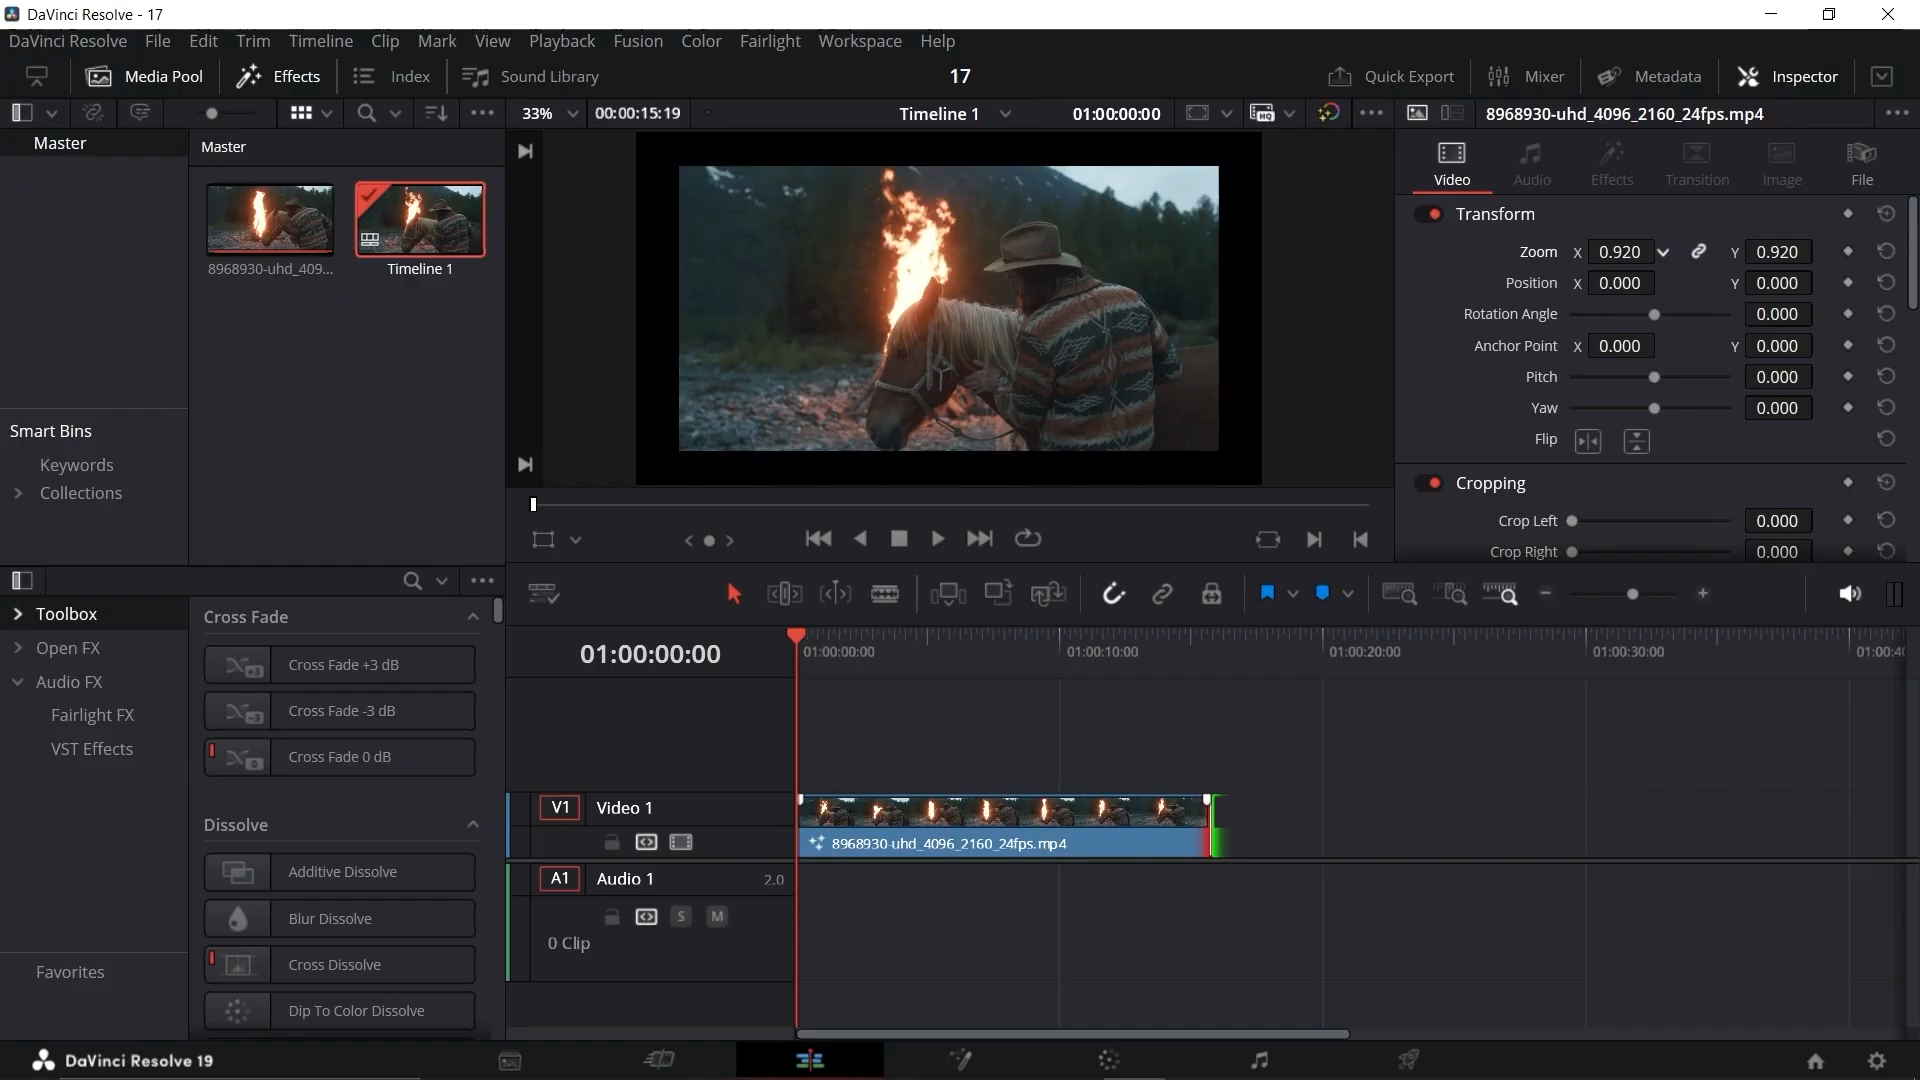 DaVinci Resolve - 17
DaVinci Resolve File Edit Trim Timeline Clip Mark View Playback Fusion Color Fairlight Workspace Help
Media Pool Effects Index Sound Library 17 Quick Export Mixer Metadata Inspector
33% 00:00:15:19 Timeline 1 01:00:00:00 8968930-uhd_4096_2160_24fps.mp4
Master
Master
8968930-uhd_409...
Timeline 1
Smart Bins
Keywords
Collections
Video Audio Effects Transition Image File
Transform
Zoom X 0.920 Y 0.920
Position X 0.000 Y 0.000
Rotation Angle 0.000
Anchor Point X 0.000 Y 0.000
Pitch 0.000
Yaw 0.000
Flip
Cropping
Crop Left 0.000
Crop Right 0.000
Toolbox
Open FX
Audio FX
Fairlight FX
VST Effects
Favorites
Cross Fade
Cross Fade +3 dB
Cross Fade -3 dB
Cross Fade 0 dB
Dissolve
Additive Dissolve
Blur Dissolve
Cross Dissolve
Dip To Color Dissolve
01:00:00:00
01:00:00:00 01:00:10:00 01:00:20:00 01:00:30:00 01:00:4
V1 Video 1
8968930-uhd_4096_2160_24fps.mp4
A1 Audio 1 2.0
S M
0 Clip
DaVinci Resolve 19